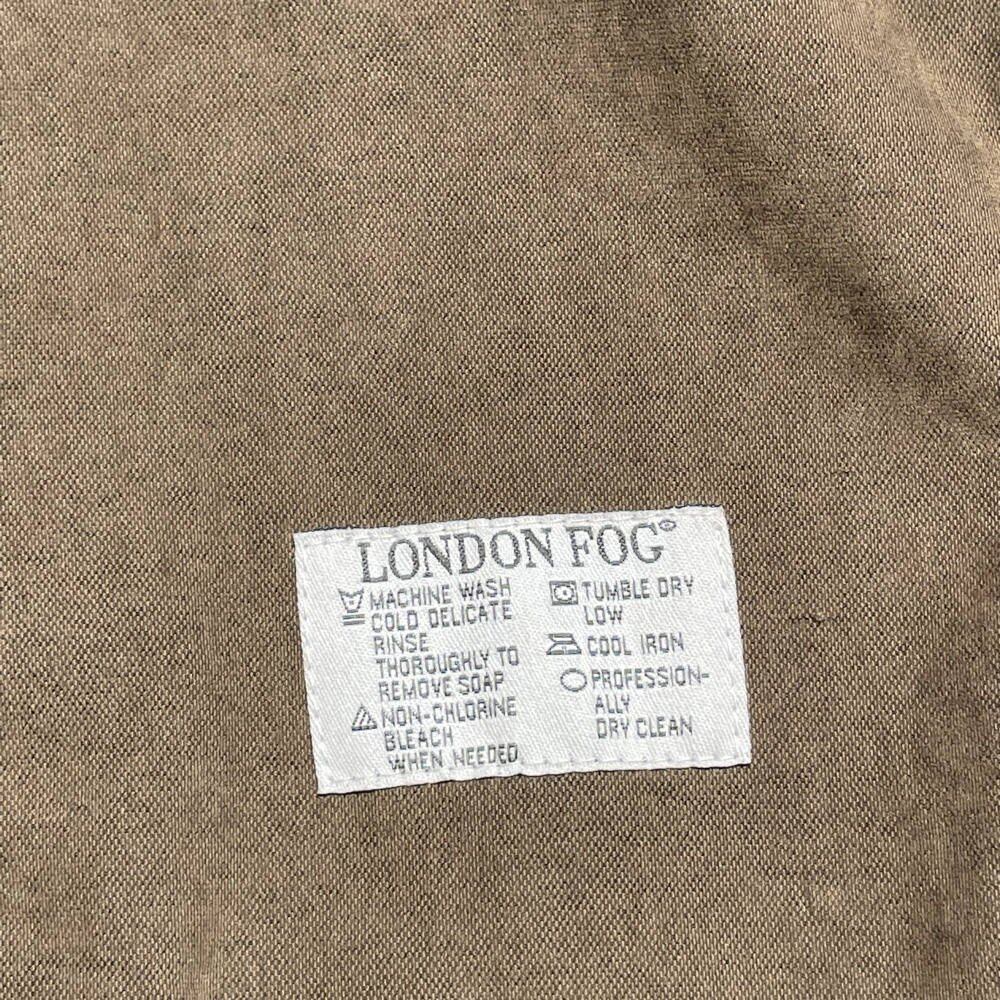 LONDON FOG®
MACHINE WASH
COLD DELICATE
RINSE
THOROUGHLY TO
REMOVE SOAP
NON-CHLORINE
BLEACH
WHEN NEEDED
TUMBLE DRY
LOW
COOL IRON
PROFESSION-
ALLY
DRY CLEAN